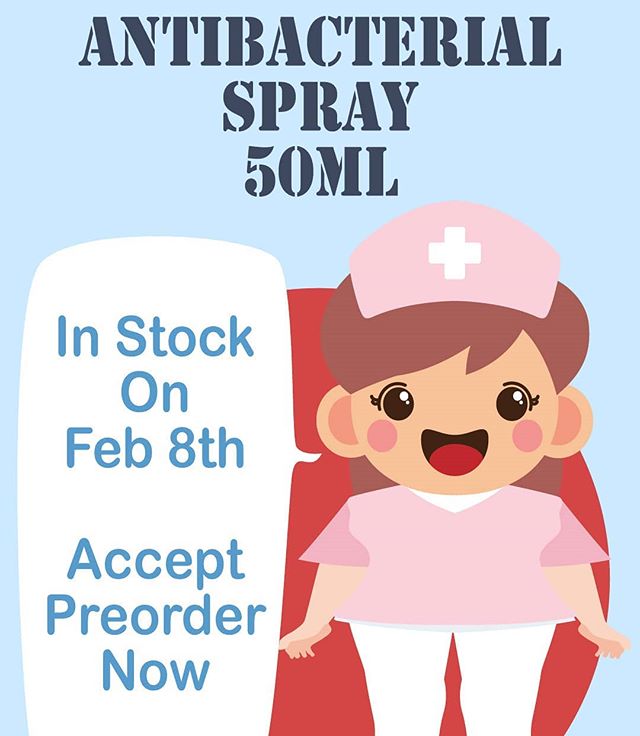 ANTIBACTERIAL
SPRAY
50ML
In Stock
On
Feb 8th
Accept
Preorder
Now